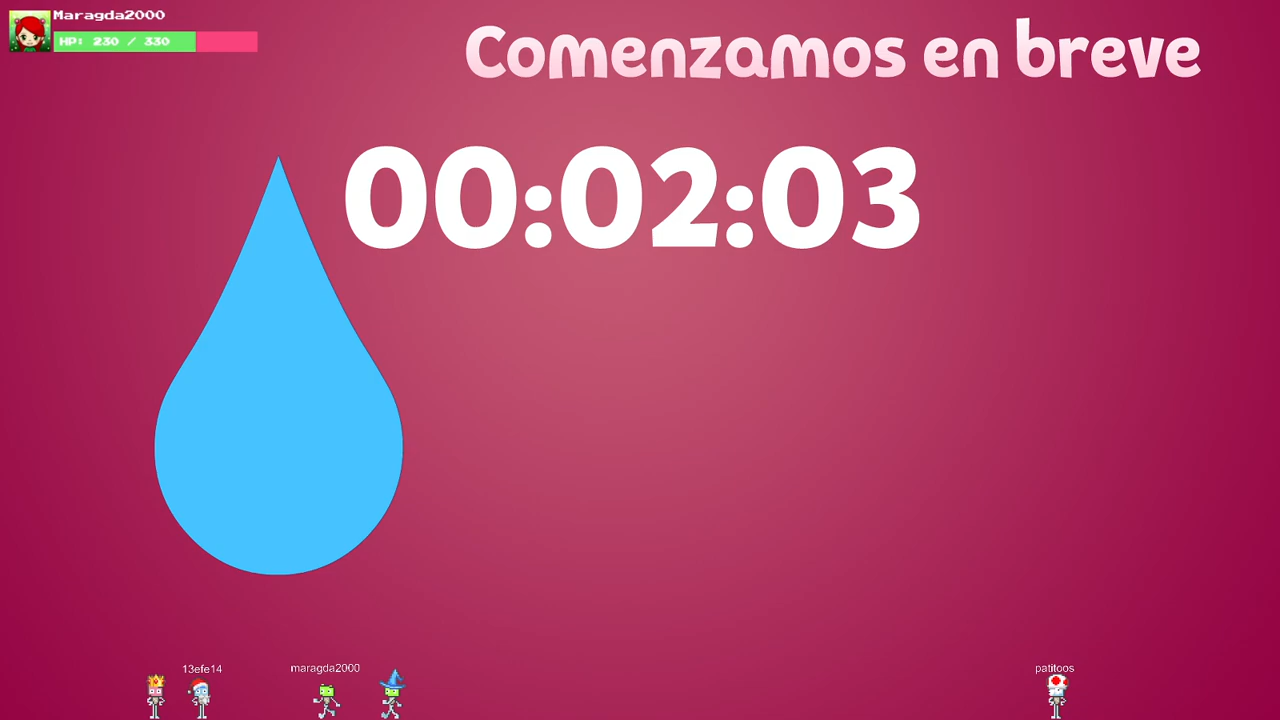 Maragda2000
HP: 230 / 330
Comenzamos en breve
00:02:03
13efe14
maragda2000
patitoos